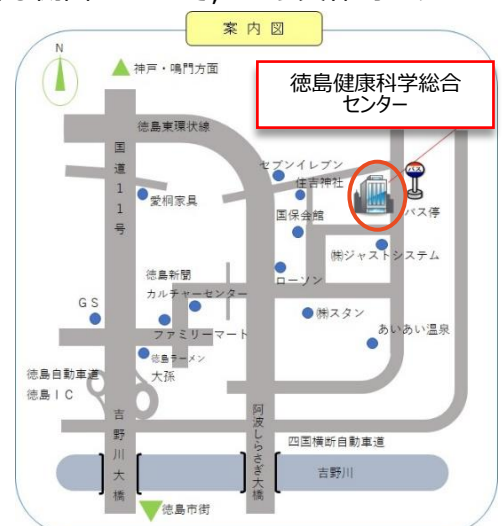 案内図
N
神戸・鳴門方面
徳島健康科学総合
センター
徳島東環状線
国道11号
セブンイレブン
住吉神社
バス
バス停
愛桐家具
国保会館
㈱ジャストシステム
徳島新聞
カルチャーセンター
ローソン
GS
㈱スタン
ファミリーマート
あいあい温泉
徳島ラーメン
大孫
徳島自動車道
徳島IC
吉野川大橋
阿波しらさぎ大橋
四国横断自動車道
吉野川
徳島市街